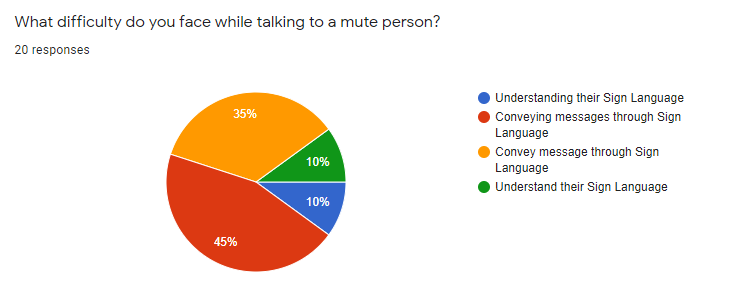 What difficulty do you face while talking to a mute person?
20 responses
35%
10%
10%
45%
Understanding their Sign Language
Conveying messages through Sign
Language
Convey message through Sign
Language
Understand their Sign Language